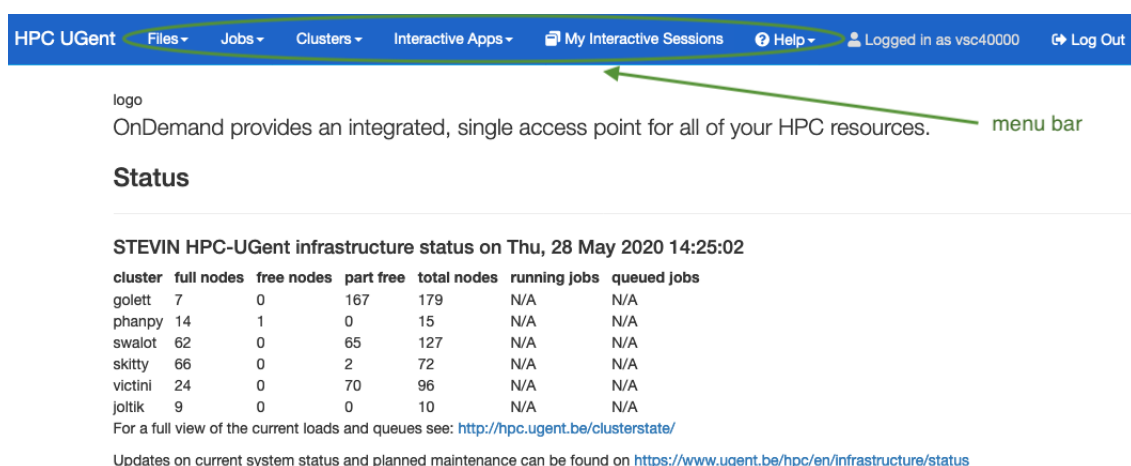 HPC UGent Files Jobs Clusters Interactive Apps My Interactive Sessions Help Logged in as vsc40000 Log Out
logo
OnDemand provides an integrated, single access point for all of your HPC resources. menu bar
Status
STEVIN HPC-UGent infrastructure status on Thu, 28 May 2020 14:25:02
cluster full nodes free nodes part free total nodes running jobs queued jobs
golett 7 0 167 179 N/A N/A
phanpy 14 1 0 15 N/A N/A
swalot 62 0 65 127 N/A N/A
skitty 66 0 2 72 N/A N/A
victini 24 0 70 96 N/A N/A
joltik 9 0 0 10 N/A N/A
For a full view of the current loads and queues see: http://hpc.ugent.be/clusterstate/
Updates on current system status and planned maintenance can be found on https://www.ugent.be/hpc/en/infrastructure/status